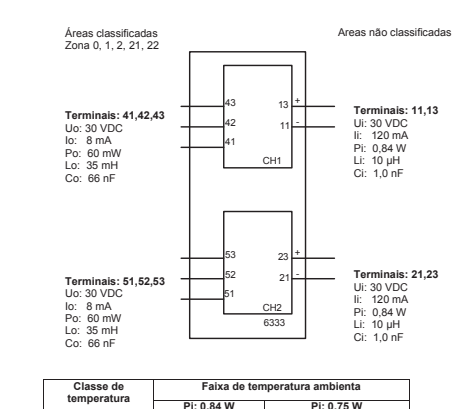 Áreas classificadas
Zona 0, 1, 2, 21, 22
Áreas não classificadas
Terminais: 41,42,43
Uo: 30 VDC
Io: 8 mA
Po: 60 mW
Lo: 35 mH
Co: 66 nF
43
42
41
13 +
11 -
CH1
Terminais: 11,13
Ui: 30 VDC
Ii: 120 mA
Pi: 0,84 W
Li: 10 μH
Ci: 1,0 nF
Terminais: 51,52,53
Uo: 30 VDC
Io: 8 mA
Po: 60 mW
Lo: 35 mH
Co: 66 nF
53
52
51
23 +
21 -
CH2
6333
Terminais: 21,23
Ui: 30 VDC
Ii: 120 mA
Pi: 0,84 W
Li: 10 μH
Ci: 1,0 nF
Classe de temperatura
Faixa de temperatura ambienta
Pi: 0,84 W
Pi: 0,75 W